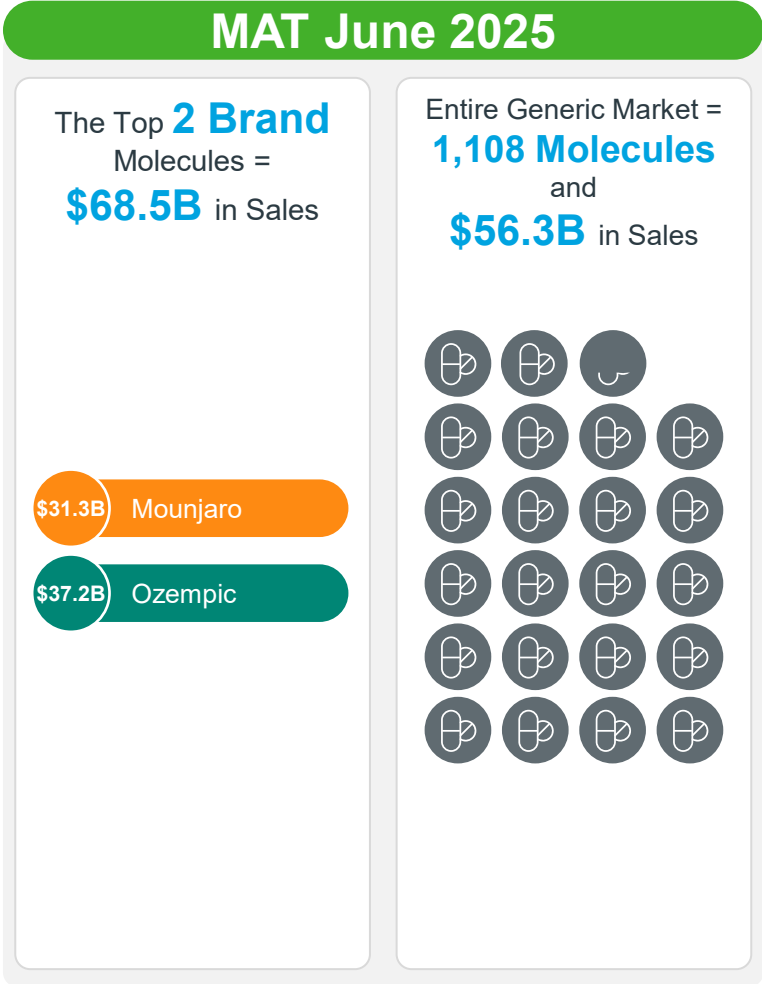 MAT June 2025
The Top 2 Brand
Molecules =
$68.5B in Sales
$31.3B Mounjaro
$37.2B Ozempic
Entire Generic Market =
1,108 Molecules
and
$56.3B in Sales